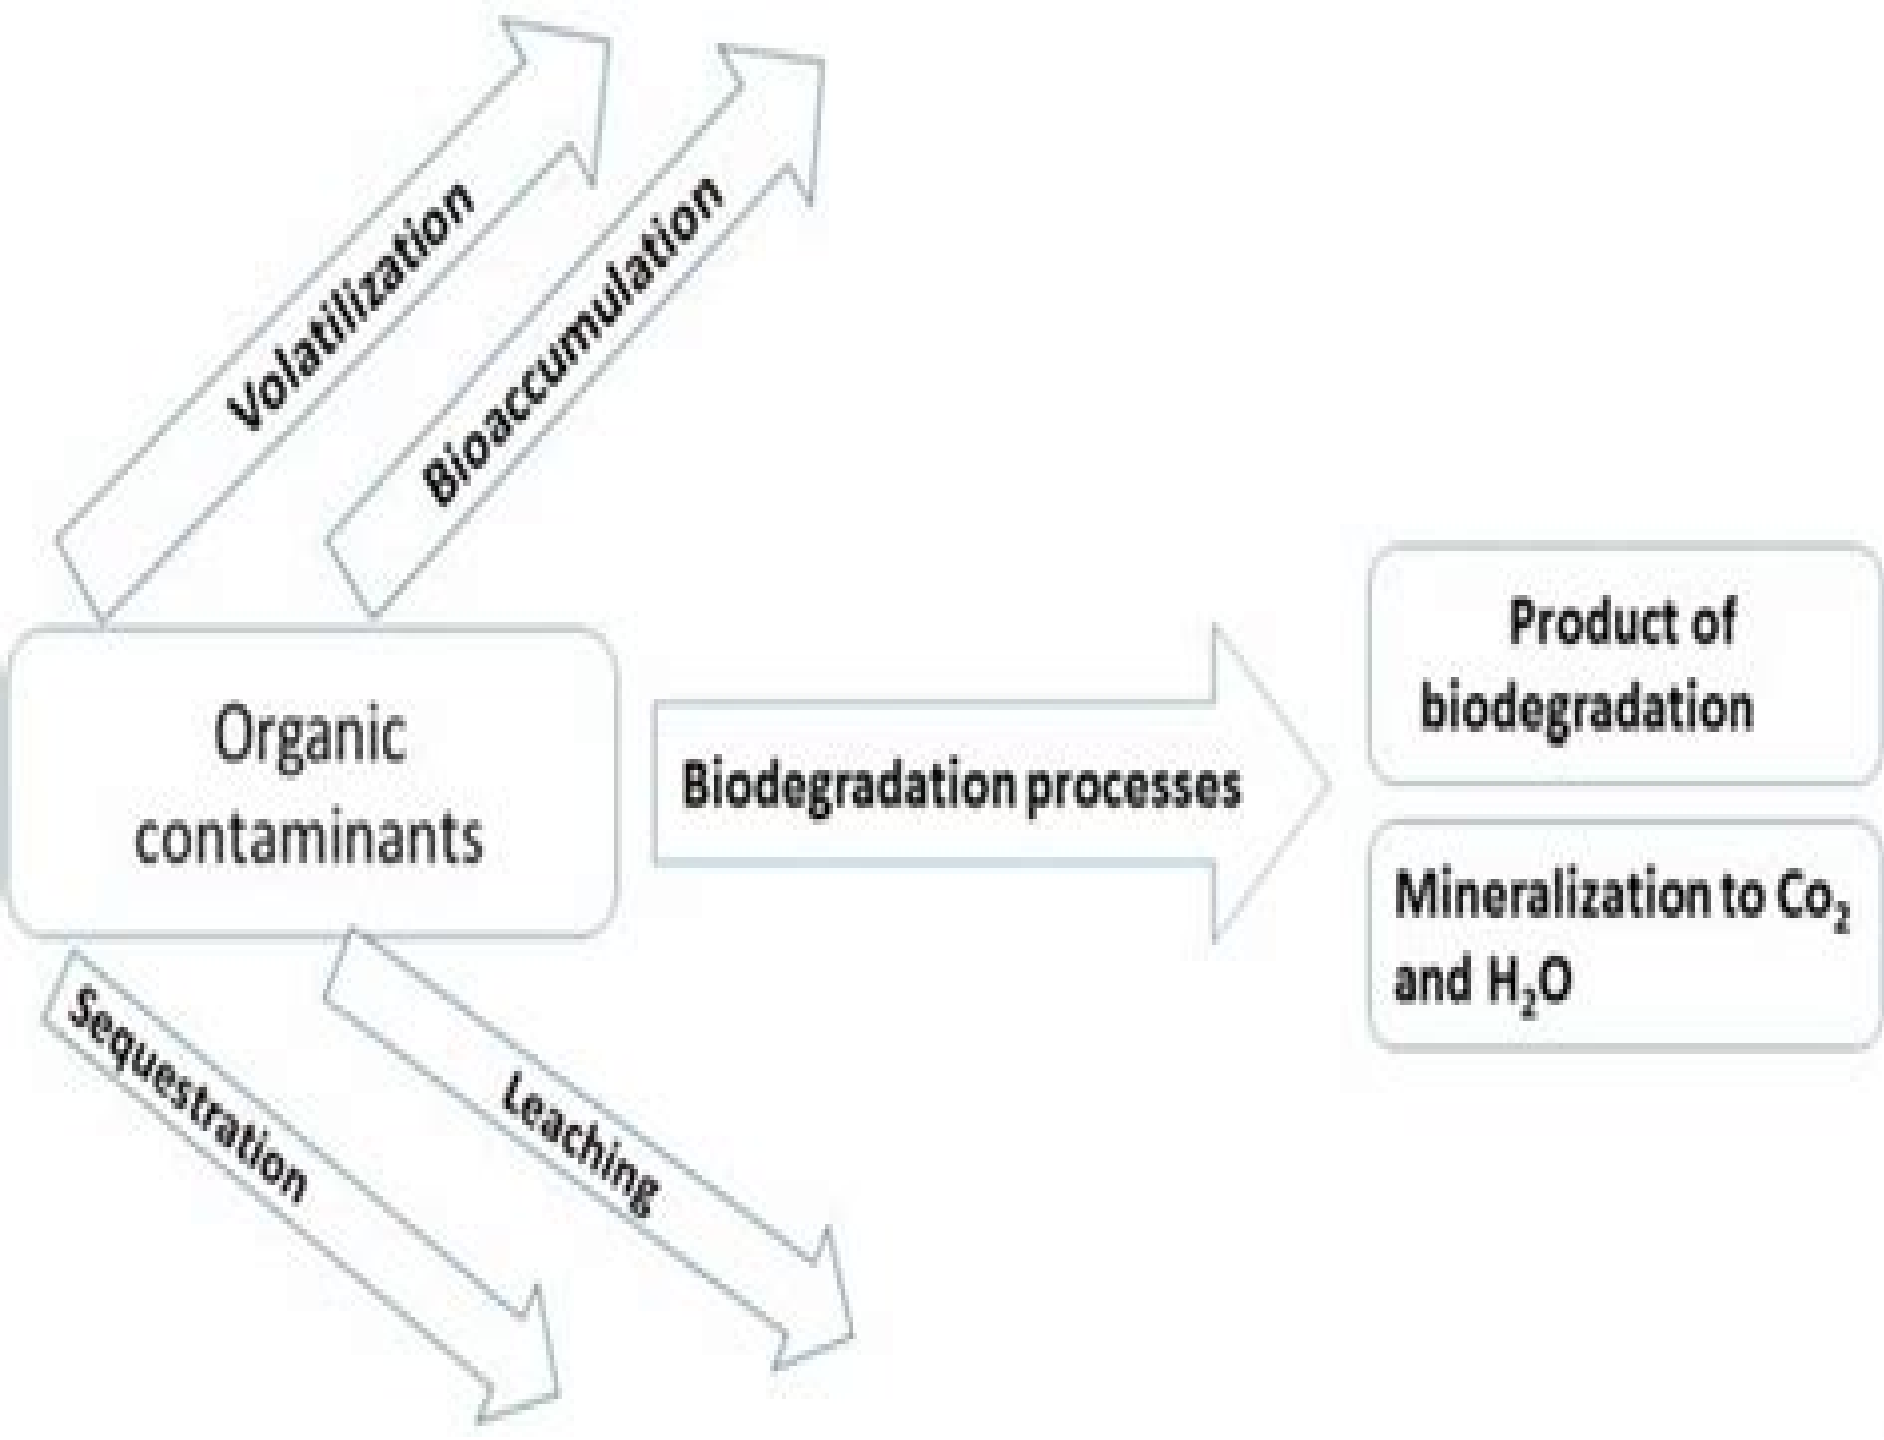 Volatilization
Bioaccumulation
Organic
contaminants
Biodegradation processes
Product of
biodegradation
Mineralization to Co₂
and H₂O
Sequestration
Leaching